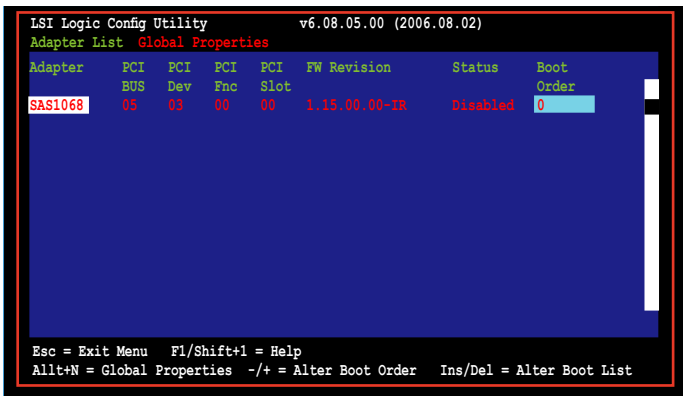 LSI Logic Config Utility v6.08.05.00 (2006.08.02)
Adapter List Global Properties
Adapter PCI PCI PCI PCI FW Revision Status Boot
BUS Dev Fnc Slot Order
SAS1068 05 03 00 00 1.15.00.00-IR Disabled 0
Esc = Exit Menu F1/Shift+1 = Help
Allt+N = Global Properties -/+ = Alter Boot Order Ins/Del = Alter Boot List